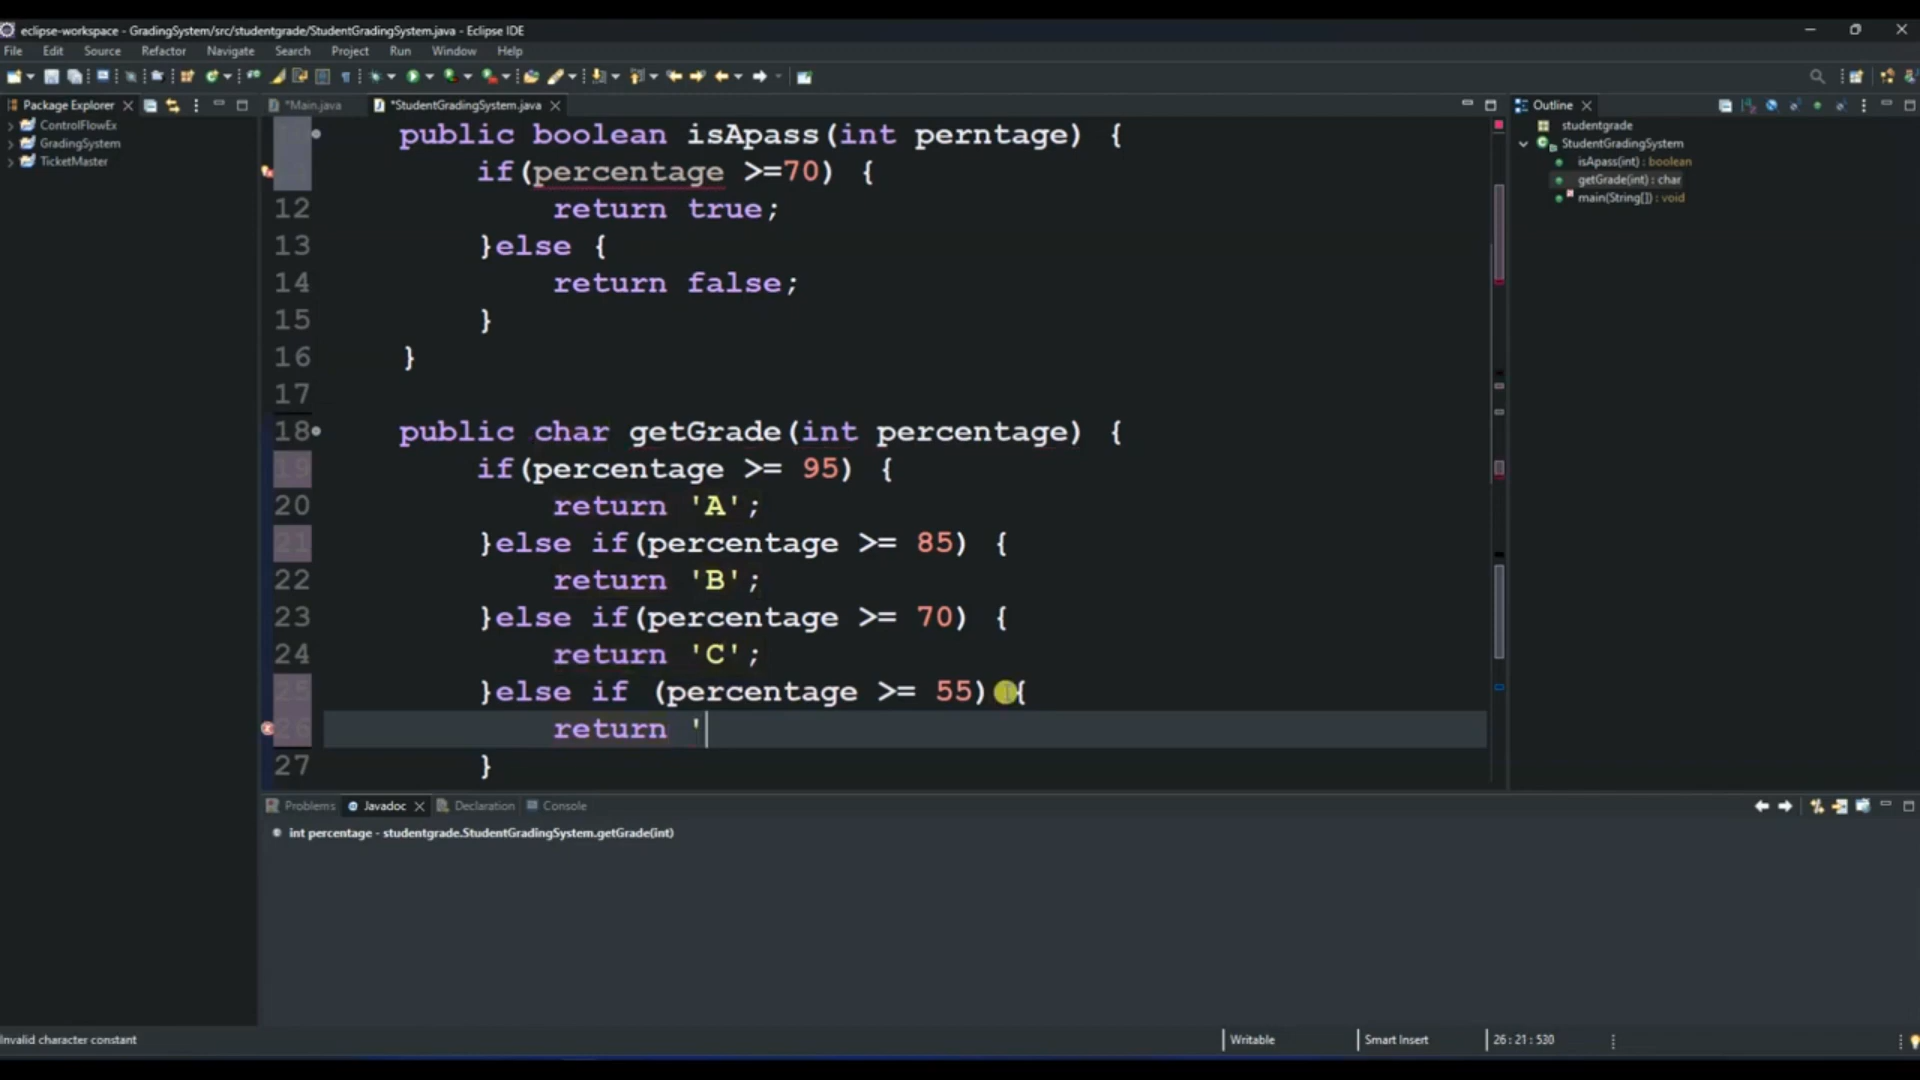 eclipse-workspace - GradingSystem/src/studentgrade/StudentGradingSystem.java - Eclipse IDE
File Edit Source Refactor Navigate Search Project Run Window Help
Package Explorer
ControlFlowEx
GradingSystem
TicketMaster
*Main.java *StudentGradingSystem.java
public boolean isApass(int perntage) {
if(percentage >=70) {
12 return true;
13 }else {
14 return false;
15 }
16 }
17
18 public char getGrade(int percentage) {
19 if(percentage >= 95) {
20 return 'A';
21 }else if(percentage >= 85) {
22 return 'B';
23 }else if(percentage >= 70) {
24 return 'C';
25 }else if (percentage >= 55) {
26 return '
27 }
Outline
studentgrade
StudentGradingSystem
isApass(int) : boolean
getGrade(int) : char
main(String[]) : void
Problems Javadoc Declaration Console
int percentage - studentgrade.StudentGradingSystem.getGrade(int)
Invalid character constant
Writable Smart Insert 26 : 21 : 530